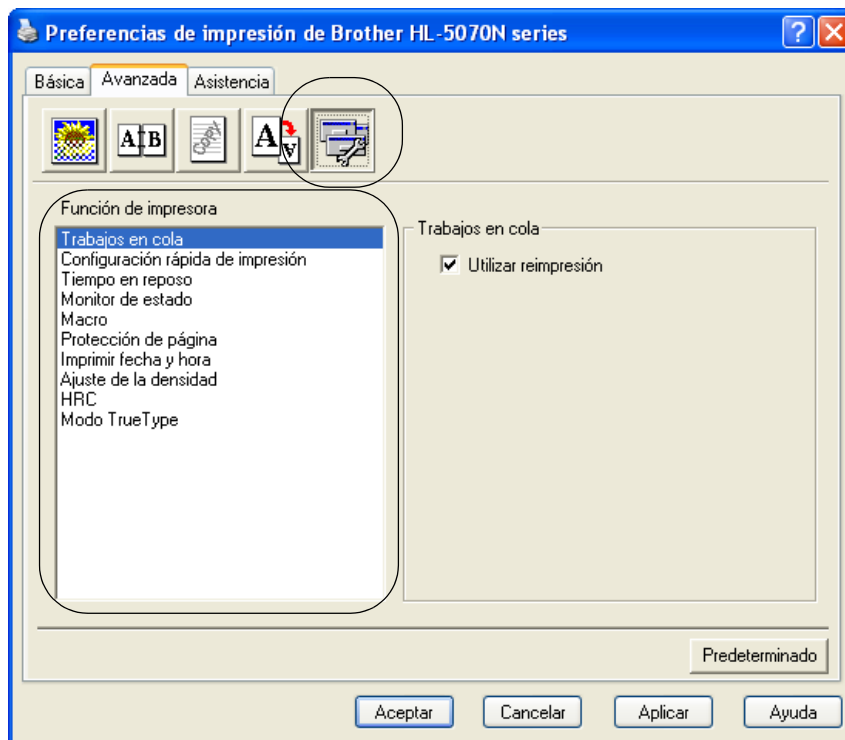 Preferencias de impresión de Brother HL-5070N series
Básica Avanzada Asistencia
A B Copy A A
Función de impresora
Trabajos en cola
Configuración rápida de impresión
Tiempo en reposo
Monitor de estado
Macro
Protección de página
Imprimir fecha y hora
Ajuste de la densidad
HRC
Modo TrueType
Trabajos en cola
Utilizar reimpresión
Predeterminado
Aceptar Cancelar Aplicar Ayuda